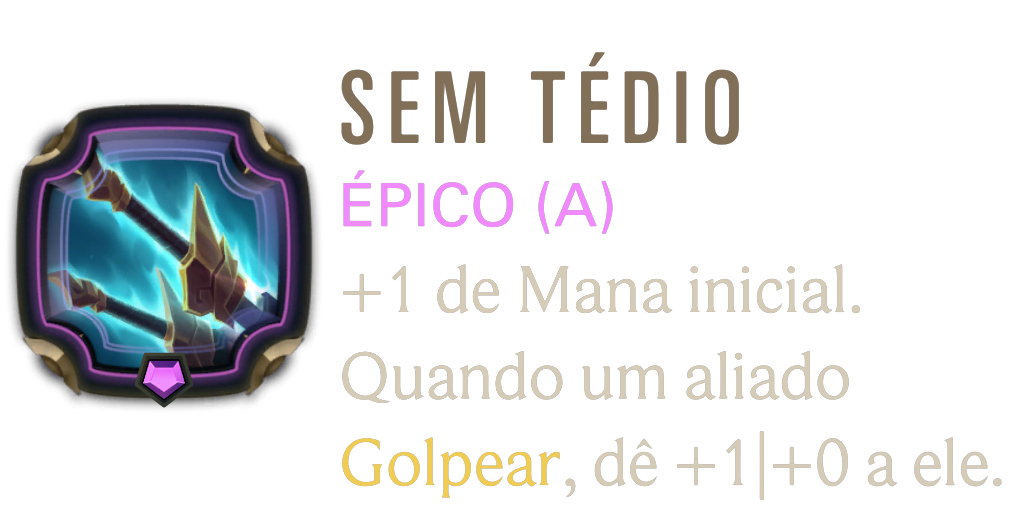 SEM TÉDIO
ÉPICO (A)
+1 de Mana inicial.
Quando um aliado
Golpear, dê +1|+0 a ele.